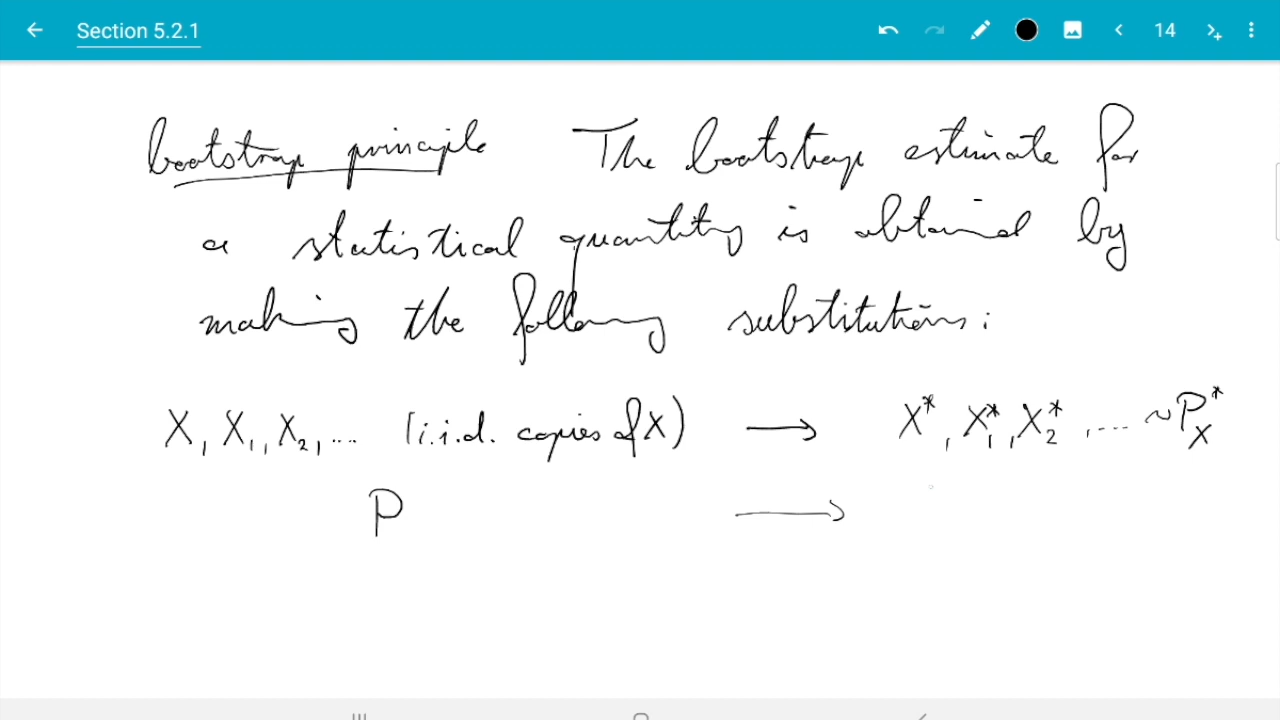 Section 5.2.1
14
bootstrap principle The bootstrap estimate for
a statistical quantity is obtained by
making the following substitutions:
X, X₁, X₂, ... (i.i.d. copies of X) → X*, X₁*, X₂*, .... ~ P*_X
P →